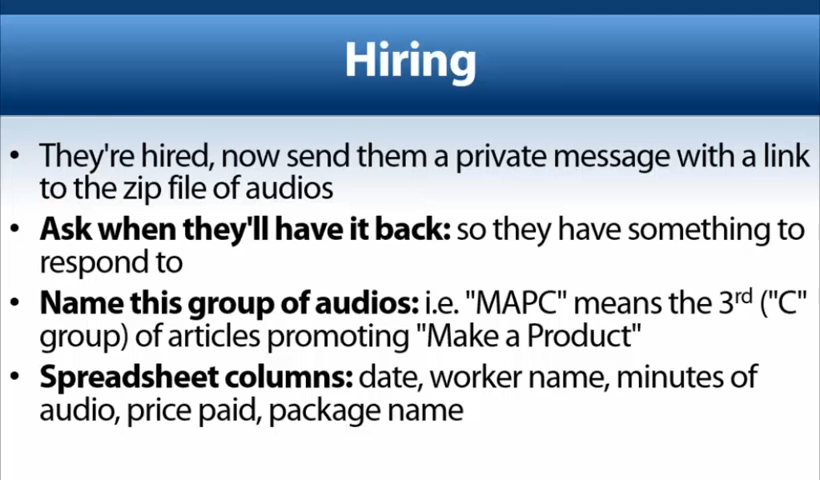 Hiring
• They're hired, now send them a private message with a link
to the zip file of audios
• Ask when they'll have it back: so they have something to
respond to
• Name this group of audios: i.e. "MAPC" means the 3rd ("C"
group) of articles promoting "Make a Product"
• Spreadsheet columns: date, worker name, minutes of
audio, price paid, package name